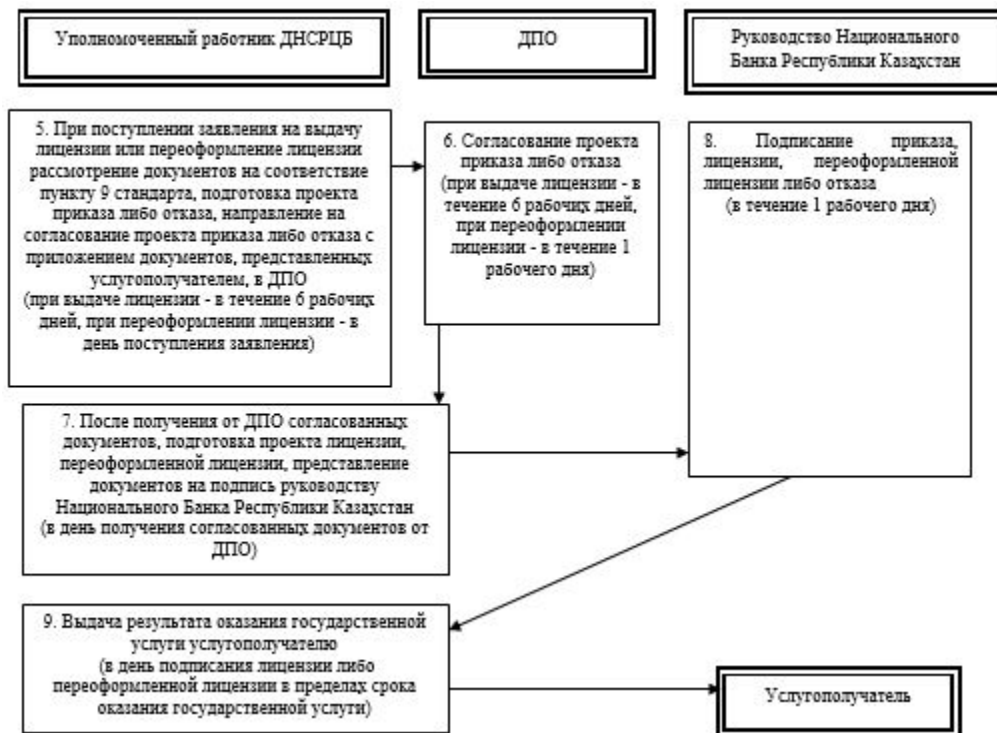 Уполномоченный работник ДНСРЦБ
ДПО
Руководство Национального
Банка Республики Казахстан
5. При поступлении заявления на выдачу
лицензии или переоформление лицензии
рассмотрение документов на соответствие
пункту 9 стандарта, подготовка проекта
приказа либо отказа, направление на
согласование проекта приказа либо отказа с
приложением документов, представленных
услугополучателем, в ДПО
(при выдаче лицензии - в течение 6 рабочих
дней, при переоформлении лицензии - в
день поступления заявления)
6. Согласование проекта
приказа либо отказа
(при выдаче лицензии - в
течение 6 рабочих дней,
при переоформлении
лицензии - в течение 1
рабочего дня)
8. Подписание приказа,
лицензии, переоформленной
лицензии либо отказа
(в течение 1 рабочего дня)
7. После получения от ДПО согласованных
документов, подготовка проекта лицензии,
переоформленной лицензии, представление
документов на подпись руководству
Национального Банка Республики Казахстан
(в день получения согласованных документов от
ДПО)
9. Выдача результата оказания государственной
услуги услугополучателю
(в день подписания лицензии либо
переоформленной лицензии в пределах срока
оказания государственной услуги)
Услугополучатель